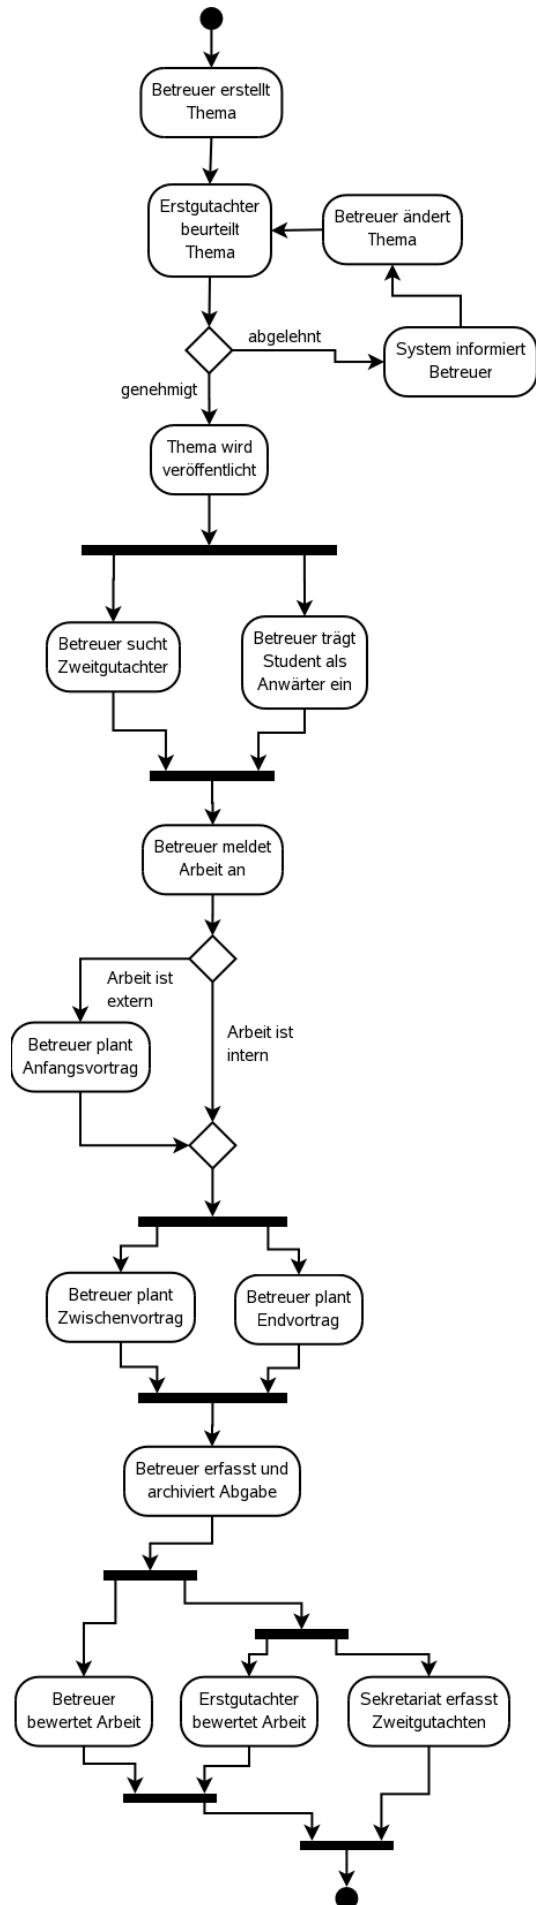 Betreuer erstellt
Thema
Erstgutachter
beurteilt
Thema
Betreuer ändert
Thema
abgelehnt
System informiert
Betreuer
genehmigt
Thema wird
veröffentlicht
Betreuer sucht
Zweitgutachter
Betreuer trägt
Student als
Anwärter ein
Betreuer meldet
Arbeit an
Arbeit ist
extern
Arbeit ist
intern
Betreuer plant
Anfangsvortrag
Betreuer plant
Zwischenvortrag
Betreuer plant
Endvortrag
Betreuer erfasst und
archiviert Abgabe
Betreuer
bewertet Arbeit
Erstgutachter
bewertet Arbeit
Sekretariat erfasst
Zweitgutachten